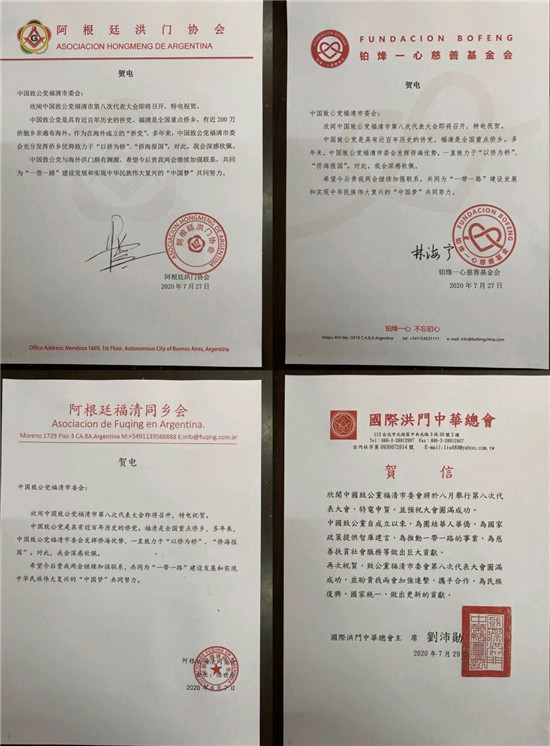 阿根廷洪门协会
ASOCIACION HONGMENG DE ARGENTINA
贺电
中国致公党福清市委会:
欣闻中国致公党福清市第八次代表大会即将召开,特电祝贺。
中国致公党是具有近百年历史的侨党。福清是全国重点侨乡,有近 200 万
侨胞乡亲遍布海外。作为在海外成立的“侨党”,多年来,中国致公党福清市委
会充分发挥侨乡优势致力于“以侨为桥”、“侨海报国”。对此,我会深感钦佩。
中国致公党与海外洪门颇有渊源,希望今后贵我两会继续加强联系,共同
为“一带一路”建设发展和实现中华民族伟大复兴的“中国梦”共同努力。
ASOCIACION HONGMENG DE ARGENTINA
阿根廷洪门协会
阿根廷洪门协会
2020 年 7 月 27 日
Office Address: Mendoza 1669, 1st Floor, Autonomous City of Buenos Aires, Argentina
FUNDACION BOFENG
铂烽一心慈善基金会
贺电
中国致公党福清市委会:
欣闻中国致公党福清市第八次代表大会即将召开,特电祝贺。
中国致公党是具有近百年历史的侨党。福清是全国重点侨乡,多
年来,中国致公党福清市委会发挥侨海优势,一直致力于“以侨为桥”、
“侨海报国”。对此,我会深感钦佩。
希望今后贵我两会继续加强联系,共同为“一带一路”建设发展
和实现中华民族伟大复兴的“中国梦”共同努力。
FUNDACION BOFENG
林海
铂烽一心慈善基金会
2020 年 7 月 27 日
铂烽一心 不忘初心
阿根廷福清同乡会
Asociacion de Fuqing en Argentina.
Moreno 1729 Piso 3 CA.BA.Argentina M:+5491139588888 E:info@fuqing.com.ar
贺电
中国致公党福清市委会:
欣闻中国致公党福清市第八次代表大会即将召开,特电祝贺。
中国致公党是具有近百年历史的侨党。福清是全国重点侨乡,多年来,
中国致公党福清市委会发挥侨海优势,一直致力于“以侨为桥”、“侨海报
国”。对此,我会深感钦佩。
希望今后贵我两会继续加强联系,共同为“一带一路”建设发展和实现
中华民族伟大复兴的“中国梦”共同努力。
阿根廷福清同乡会
國際洪門中華總會
賀 信
欣聞中國致公黨福清市委會將於八月舉行第八次代
表大會,特電申賀。並預祝大會圓滿成功。
中國致公黨自成立以來,為團結華人華僑,為國家
政策提供智庫建言,為推動一帶一路的事業,為慈
善扶貧社會服務等做出巨大貢獻。
再次祝賀,致公黨福清市委會第八次代表大會圓滿
成功,並盼貴我兩會加強連繫,攜手合作,為民族
復興,國家統一,做出更新的貢獻。
國際洪門中華總會主 席 劉沛勛
2020 年 7 月 29 日